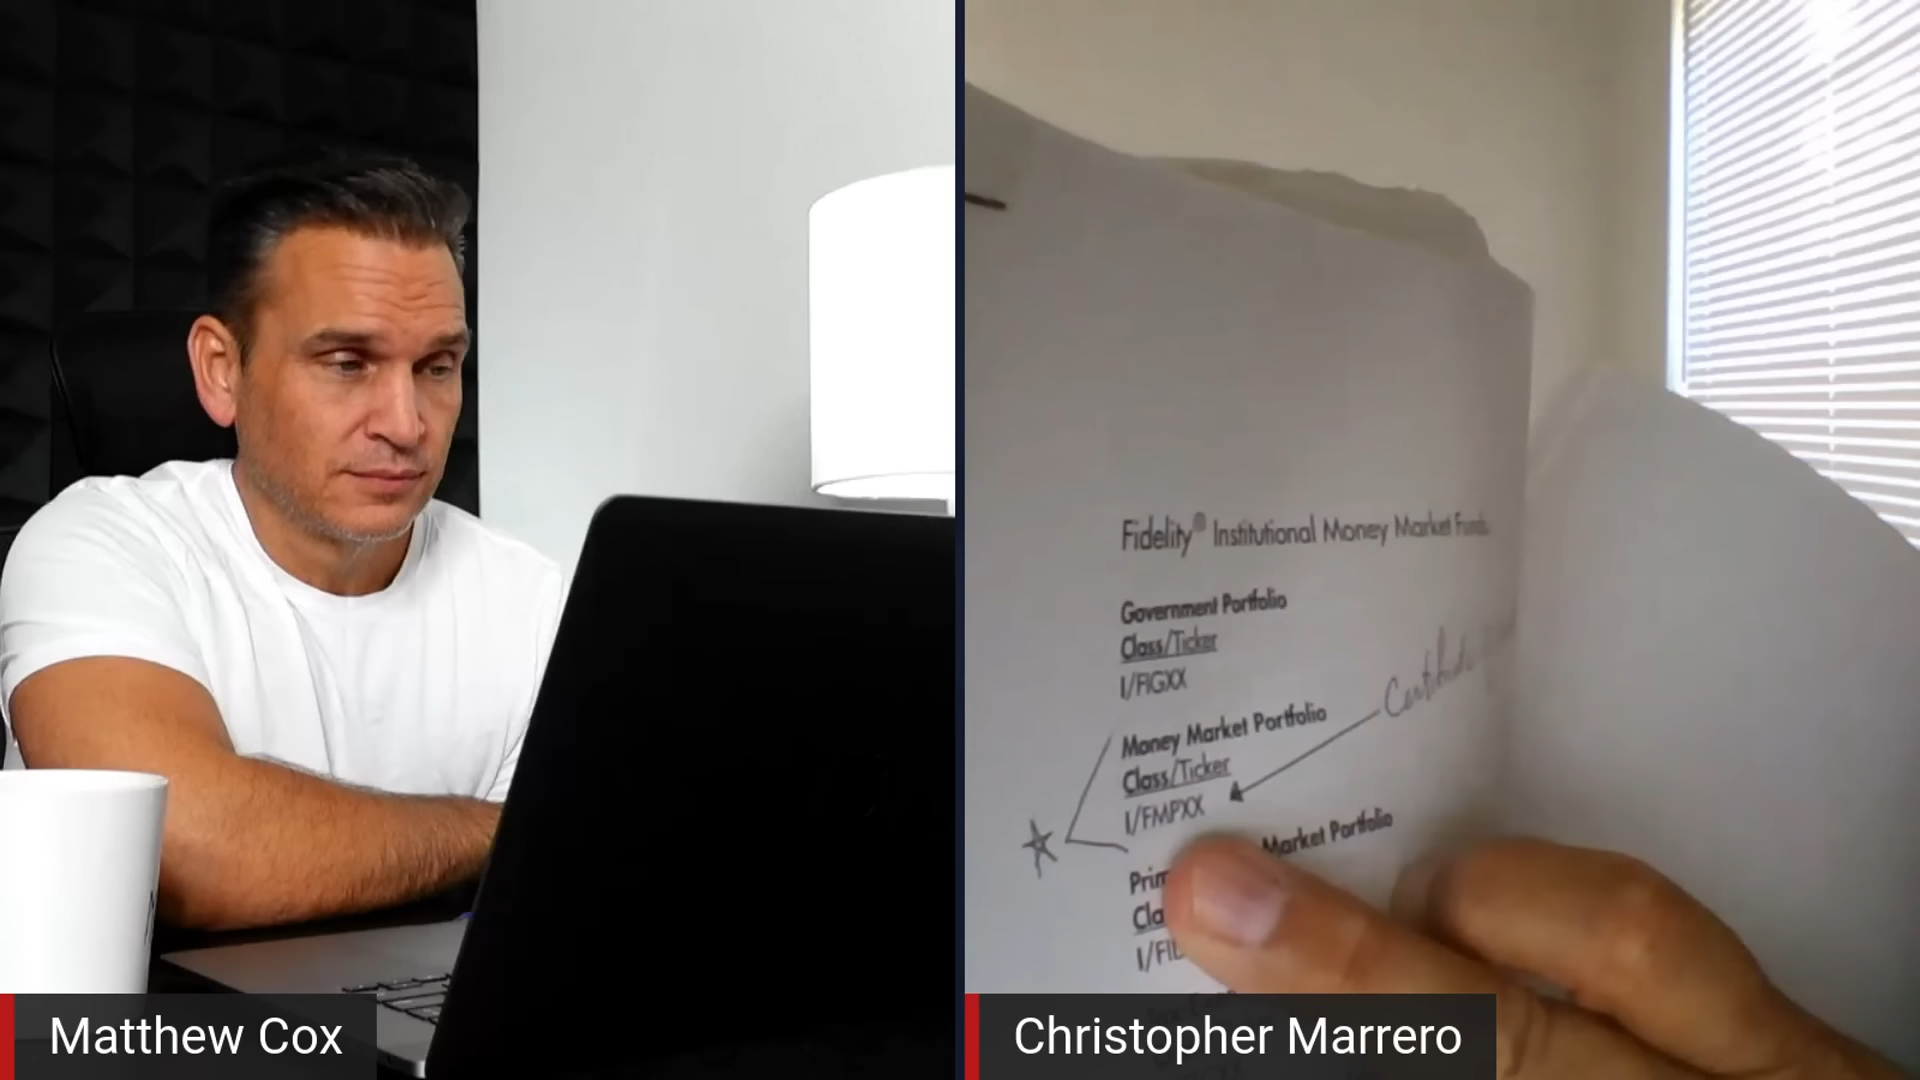 Fidelity® Institutional Money Market Funds
Government Portfolio
Class/Ticker
I/FIGXX
Money Market Portfolio
Class/Ticker
I/FMPXX
Market Portfolio
Matthew Cox
Christopher Marrero